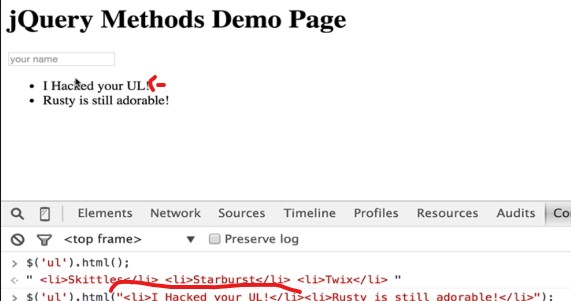 jQuery Methods Demo Page
your name
• I Hacked your UL!
• Rusty is still adorable!
Elements Network Sources Timeline Profiles Resources Audits Co
<top frame> ▼ Preserve log
> $('ul').html();
<· " <li>Skittles</li> <li>Starburst</li> <li>Twix</li> "
> $('ul').html("<li>I Hacked your UL!</li><li>Rusty is still adorable!</li>");